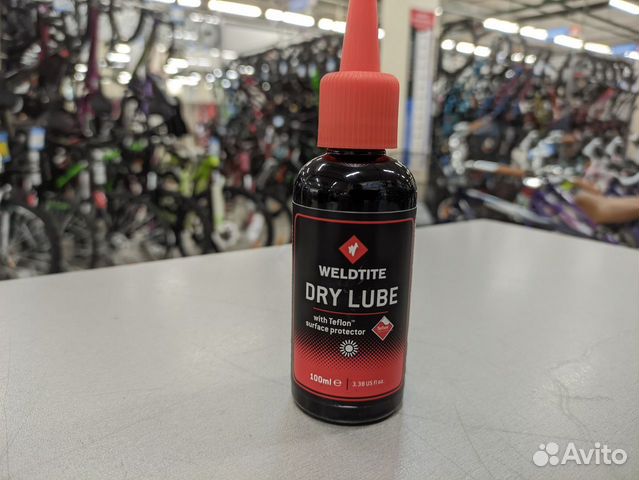 WELDTITE
DRY LUBE
with Teflon™
surface protector
100ml ℮ 3.38 US fl oz.
Avito